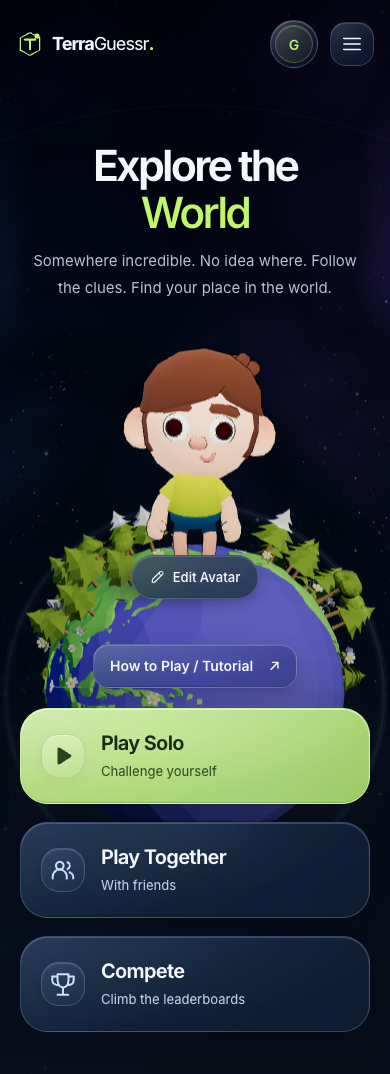 TerraGuessr.
G
Explore the
World
Somewhere incredible. No idea where. Follow
the clues. Find your place in the world.
Edit Avatar
How to Play / Tutorial
Play Solo
Challenge yourself
Play Together
With friends
Compete
Climb the leaderboards